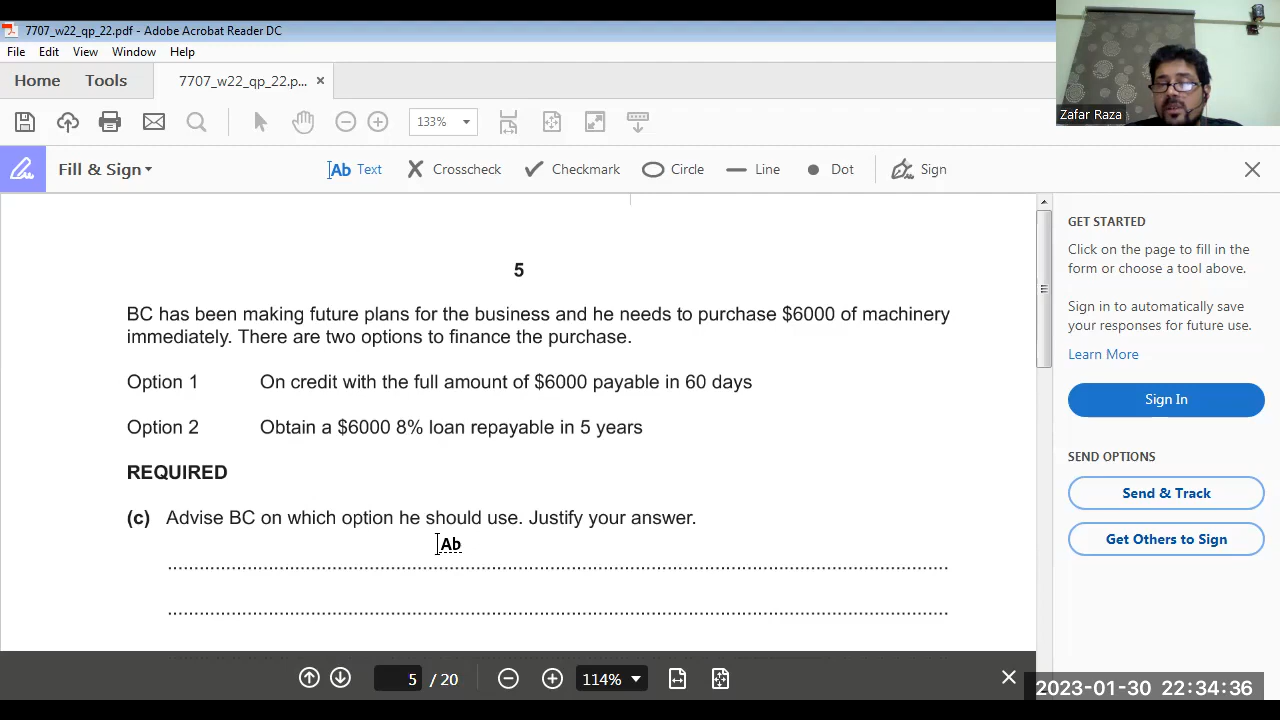 7707_w22_qp_22.pdf - Adobe Acrobat Reader DC
File Edit View Window Help
Home Tools 7707_w22_qp_22.p... ×
133%
Zafar Raza
Fill & Sign Ab Text Crosscheck Checkmark Circle Line Dot Sign
5
BC has been making future plans for the business and he needs to purchase $6000 of machinery
immediately. There are two options to finance the purchase.
Option 1 On credit with the full amount of $6000 payable in 60 days
Option 2 Obtain a $6000 8% loan repayable in 5 years
REQUIRED
(c) Advise BC on which option he should use. Justify your answer.
Ab
GET STARTED
Click on the page to fill in the
form or choose a tool above.
Sign in to automatically save
your responses for future use.
Learn More
Sign In
SEND OPTIONS
Send & Track
Get Others to Sign
5 / 20 114%
2023-01-30 22:34:36